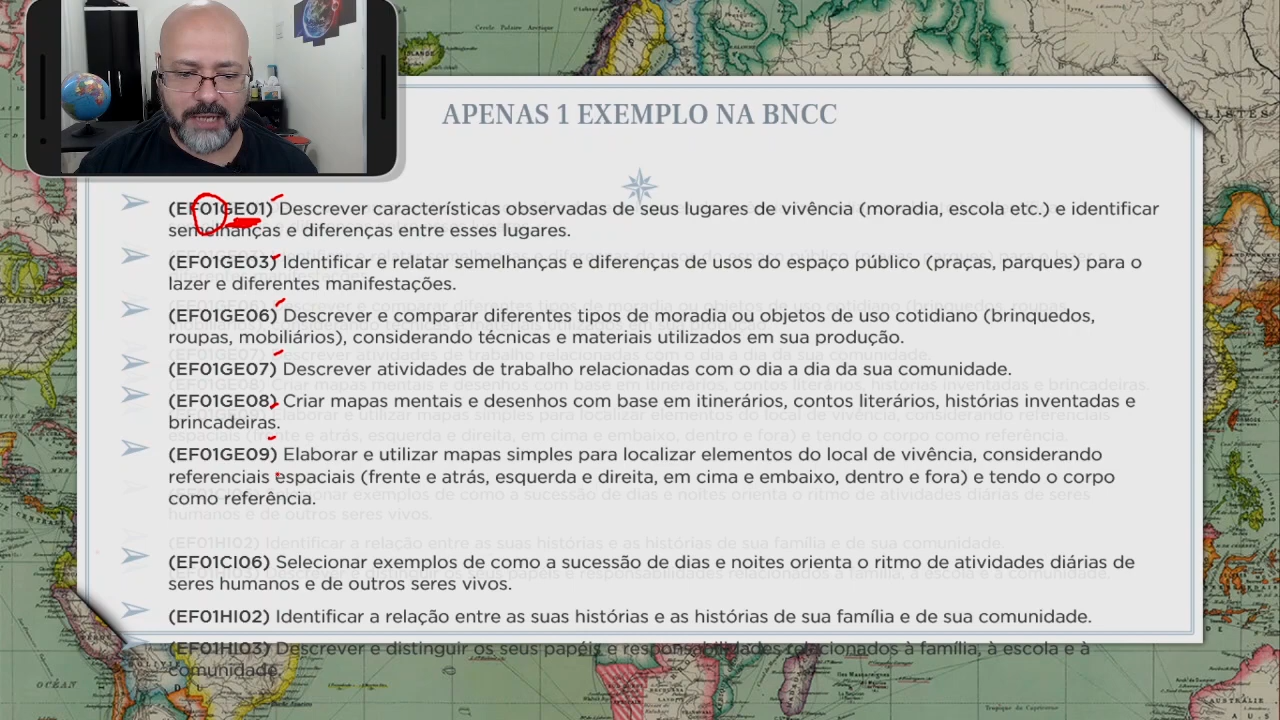 APENAS 1 EXEMPLO NA BNCC
(EF01GE01) Descrever características observadas de seus lugares de vivência (moradia, escola etc.) e identificar
semelhanças e diferenças entre esses lugares.
(EF01GE03) Identificar e relatar semelhanças e diferenças de usos do espaço público (praças, parques) para o
lazer e diferentes manifestações.
(EF01GE06) Descrever e comparar diferentes tipos de moradia ou objetos de uso cotidiano (brinquedos,
roupas, mobiliários), considerando técnicas e materiais utilizados em sua produção.
(EF01GE07) Descrever atividades de trabalho relacionadas com o dia a dia da sua comunidade.
(EF01GE08) Criar mapas mentais e desenhos com base em itinerários, contos literários, histórias inventadas e
brincadeiras.
(EF01GE09) Elaborar e utilizar mapas simples para localizar elementos do local de vivência, considerando
referenciais espaciais (frente e atrás, esquerda e direita, em cima e embaixo, dentro e fora) e tendo o corpo
como referência.
(EF01CI06) Selecionar exemplos de como a sucessão de dias e noites orienta o ritmo de atividades diárias de
seres humanos e de outros seres vivos.
(EF01HI02) Identificar a relação entre as suas histórias e as histórias de sua família e de sua comunidade.
(EF01HI03) Descrever e distinguir os seus papéis e responsabilidades relacionados à família, à escola e à
comunidade.
OCÉAN